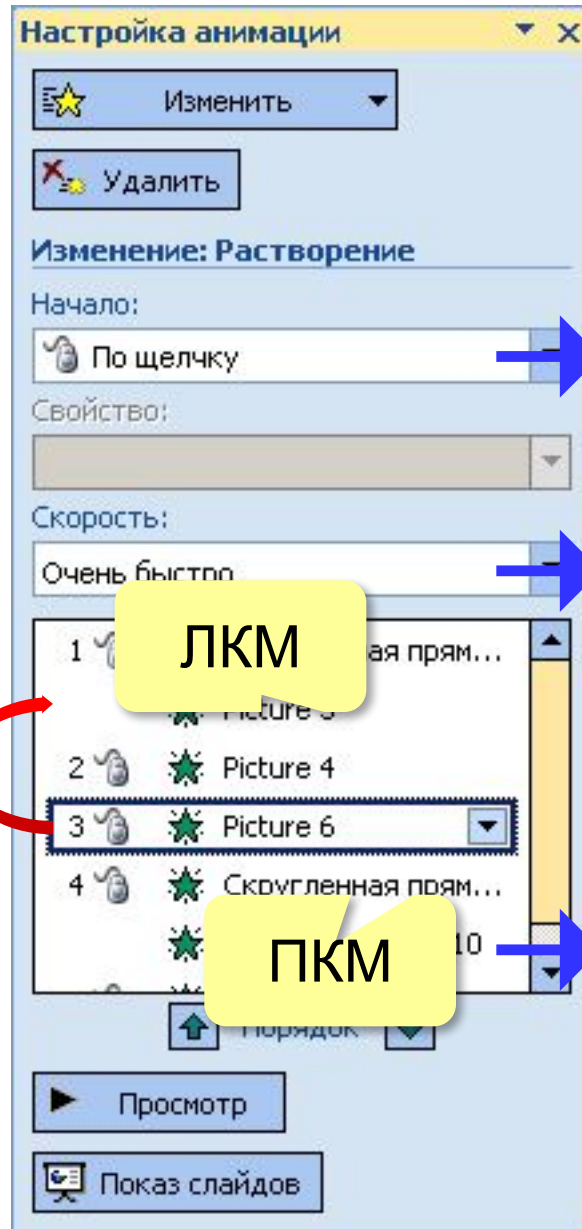 Настройка анимации
Изменить
Удалить
Изменение: Растворение
Начало:
По щелчку
Свойство:
Скорость:
Очень быстро
ЛКМ
1 ая прям...
Picture
2 Picture 4
3 Picture 6
4 Скругленная прям...
10
ПКМ
Порядок
Просмотр
Показ слайдов